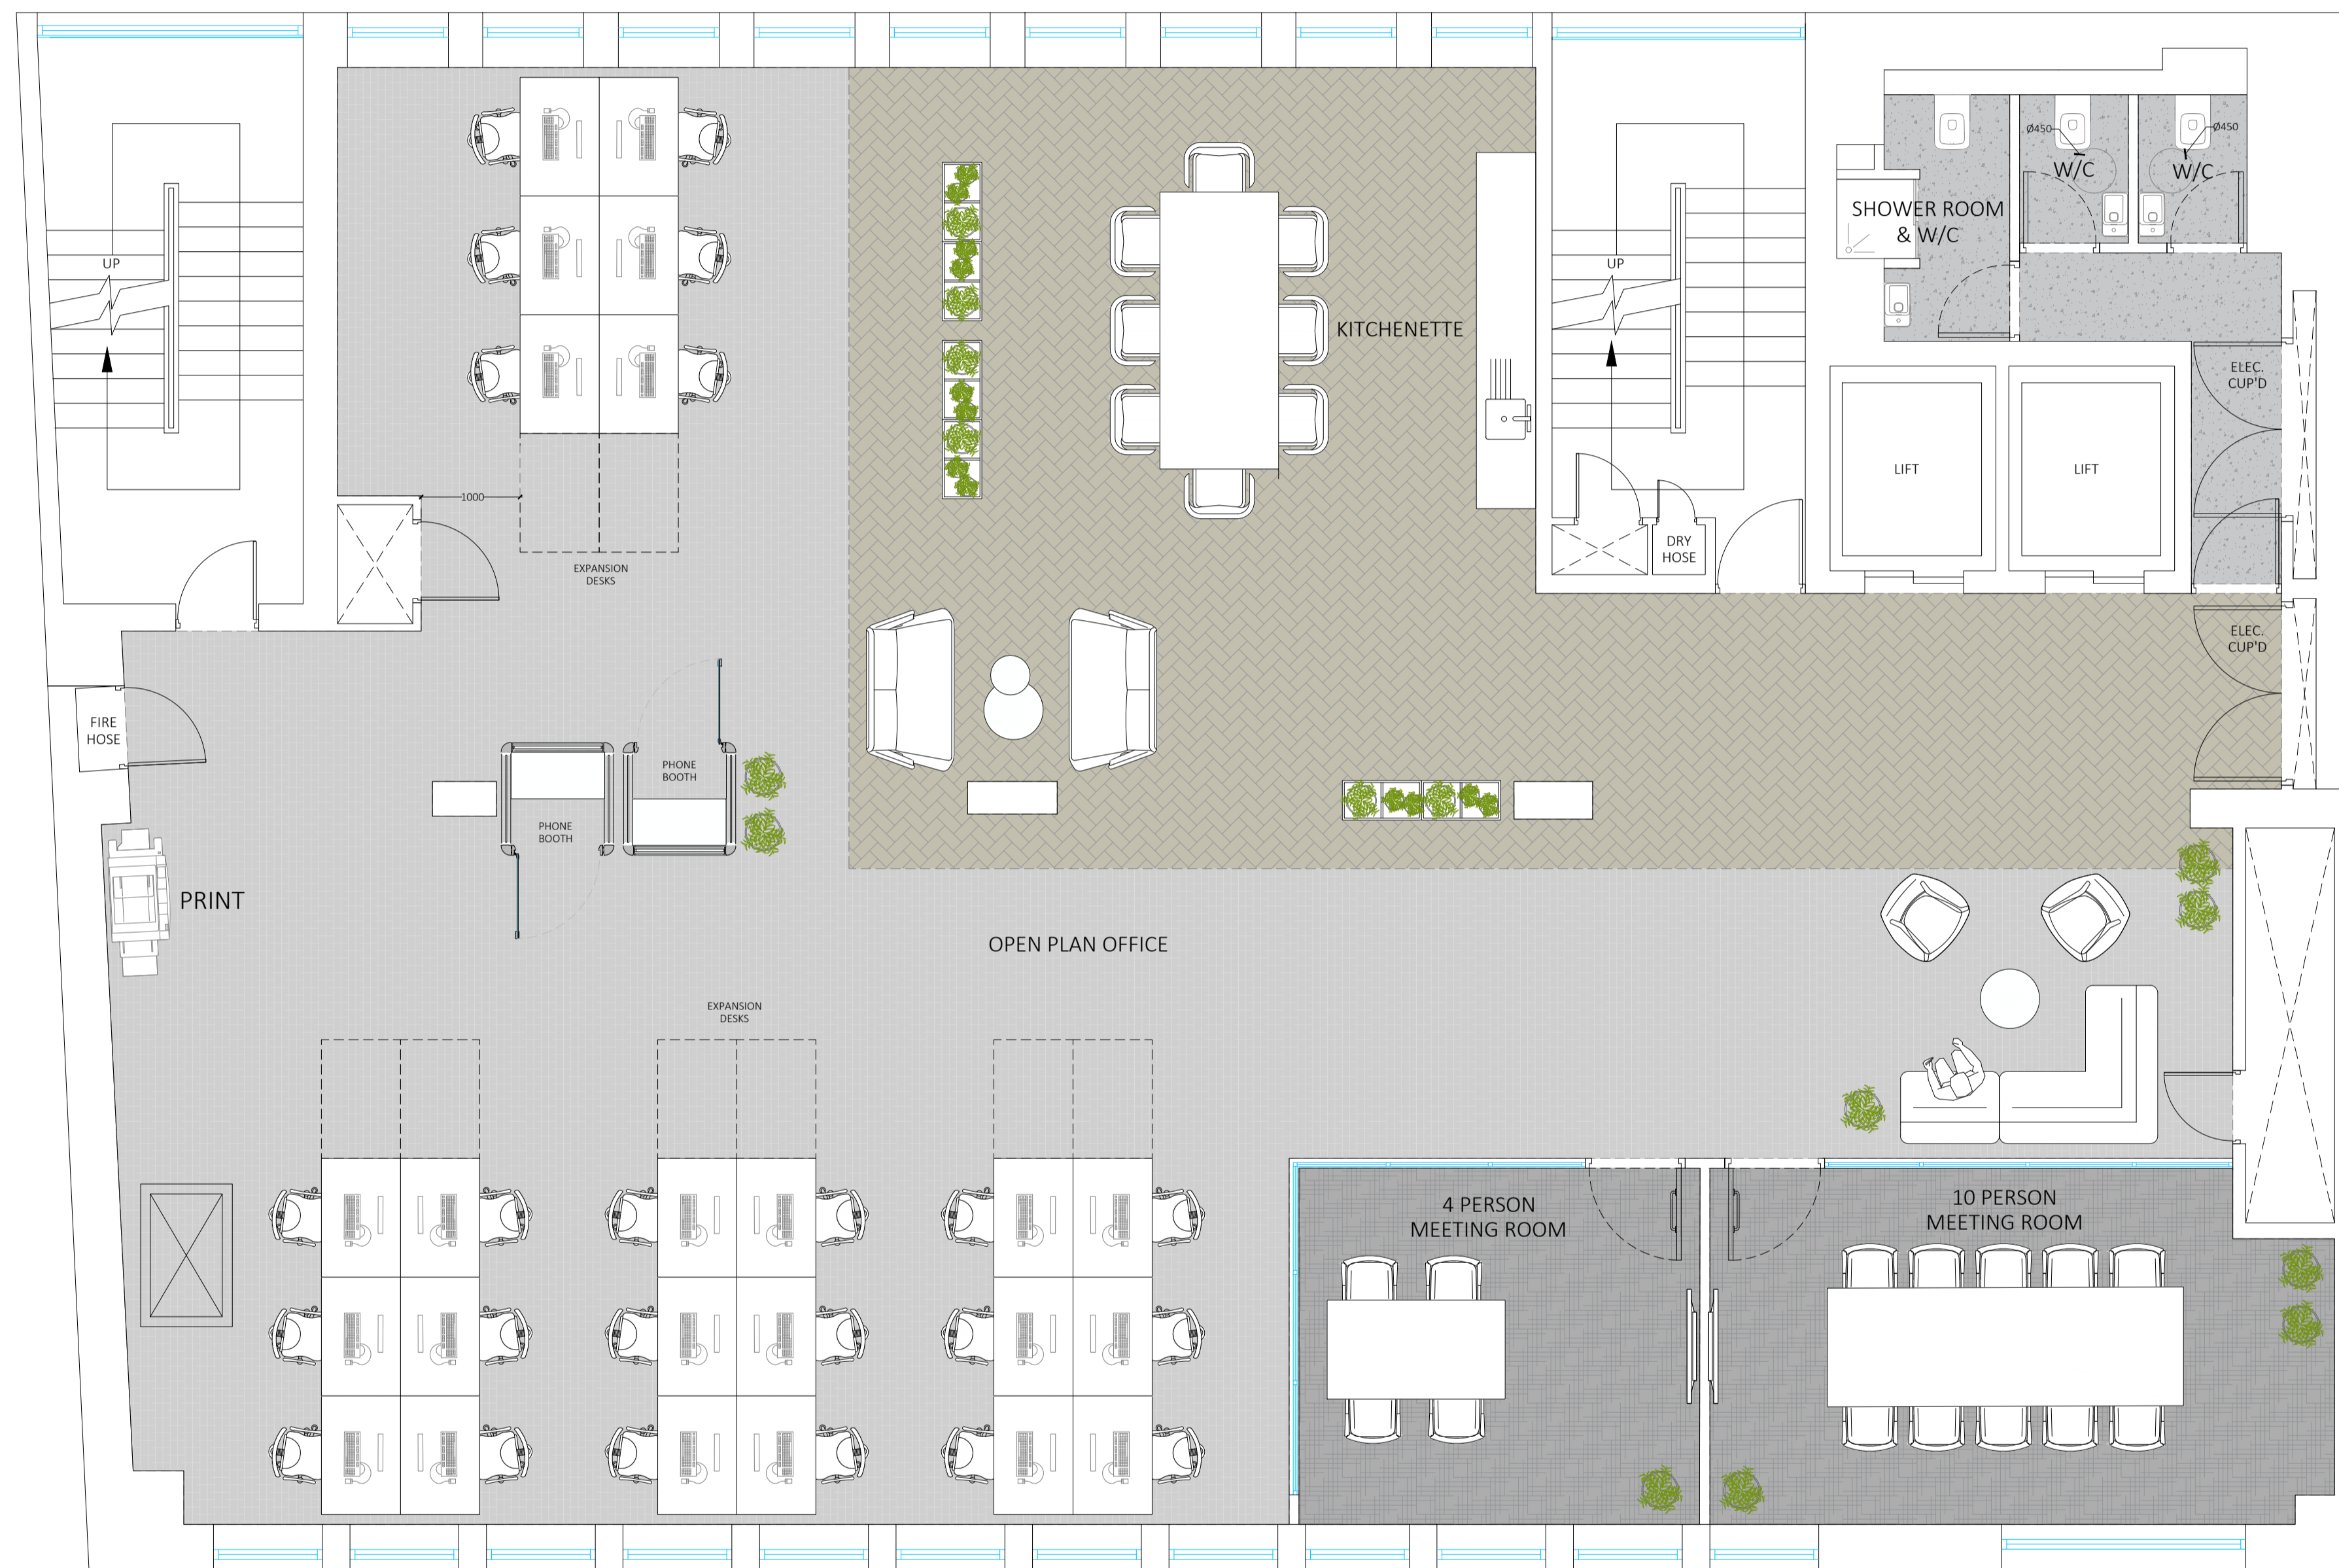 Ø450
Ø450
W/C
W/C
SHOWER ROOM
& W/C
UP
UP
KITCHENETTE
ELEC.
CUP'D
LIFT
LIFT
1000
DRY
HOSE
EXPANSION
DESKS
ELEC.
CUP'D
FIRE
HOSE
PHONE
BOOTH
PHONE
BOOTH
PRINT
OPEN PLAN OFFICE
EXPANSION
DESKS
4 PERSON
MEETING ROOM
10 PERSON
MEETING ROOM